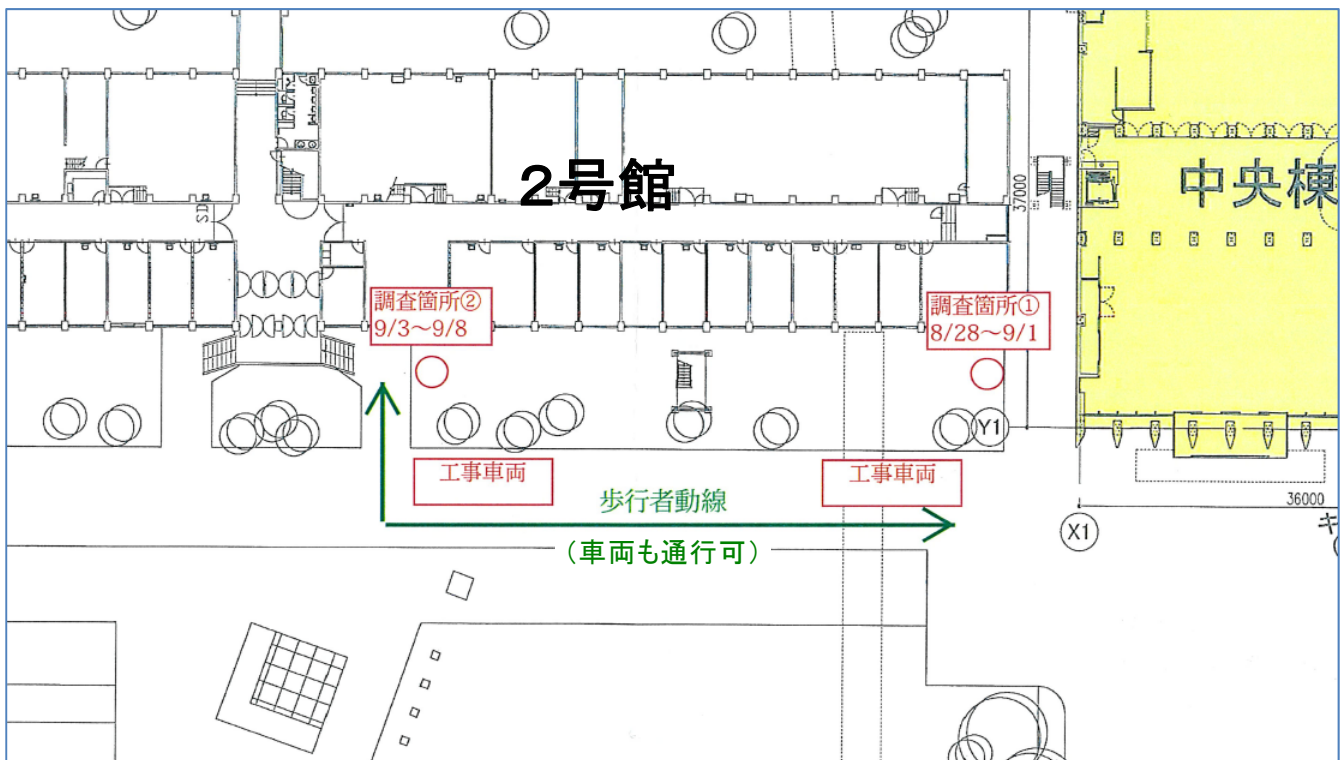 2号館
中央棟
37000
SD
調査箇所②
9/3～9/8
調査箇所①
8/28～9/1
Y1
工事車両
工事車両
歩行者動線
（車両も通行可）
36000
X1
キ